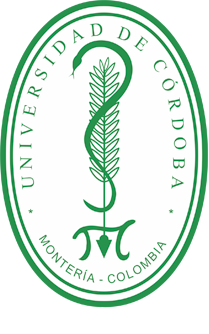 UNIVERSIDAD DE CÓRDOBA
* MONTERÍA - COLOMBIA *